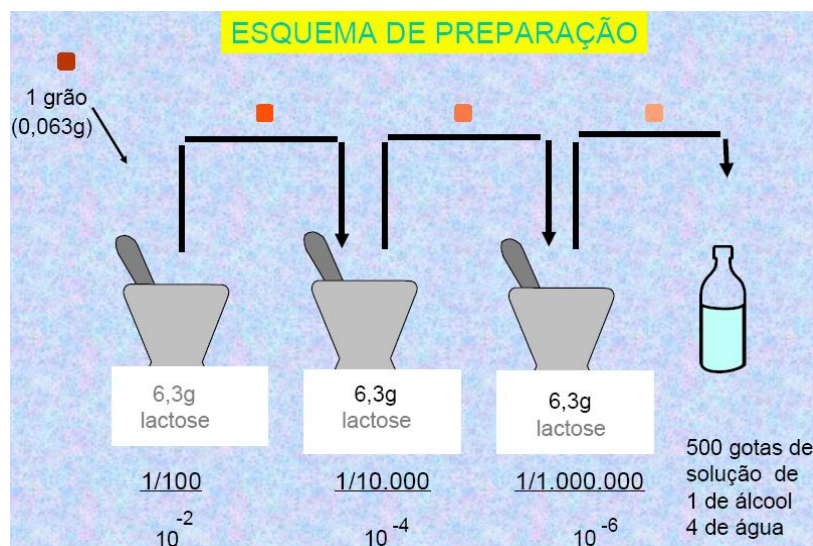 ESQUEMA DE PREPARAÇÃO
1 grão
(0,063g)
6,3g
lactose
6,3g
lactose
6,3g
lactose
1/100
1/10.000
1/1.000.000
10 -2
10 -4
10 -6
500 gotas de
solução de
1 de álcool
4 de água